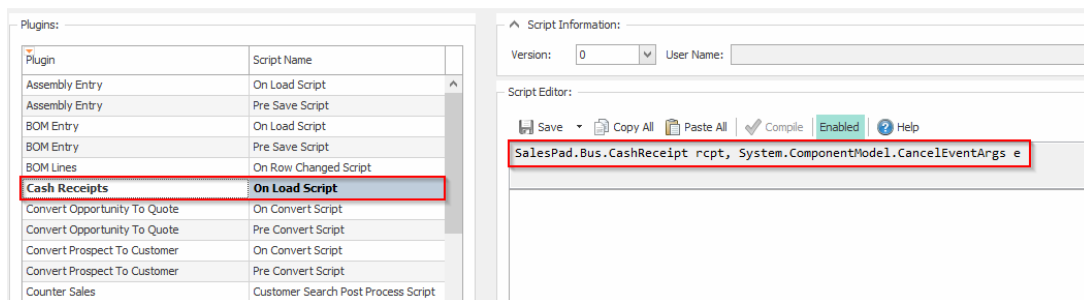 Plugins:
Plugin Script Name
Assembly Entry On Load Script
Assembly Entry Pre Save Script
BOM Entry On Load Script
BOM Entry Pre Save Script
BOM Lines On Row Changed Script
Cash Receipts On Load Script
Convert Opportunity To Quote On Convert Script
Convert Opportunity To Quote Pre Convert Script
Convert Prospect To Customer On Convert Script
Convert Prospect To Customer Pre Convert Script
Counter Sales Customer Search Post Process Script
Script Information:
Version: 0 User Name:
Script Editor:
Save Copy All Paste All Compile Enabled Help
SalesPad.Bus.CashReceipt rcpt, System.ComponentModel.CancelEventArgs e